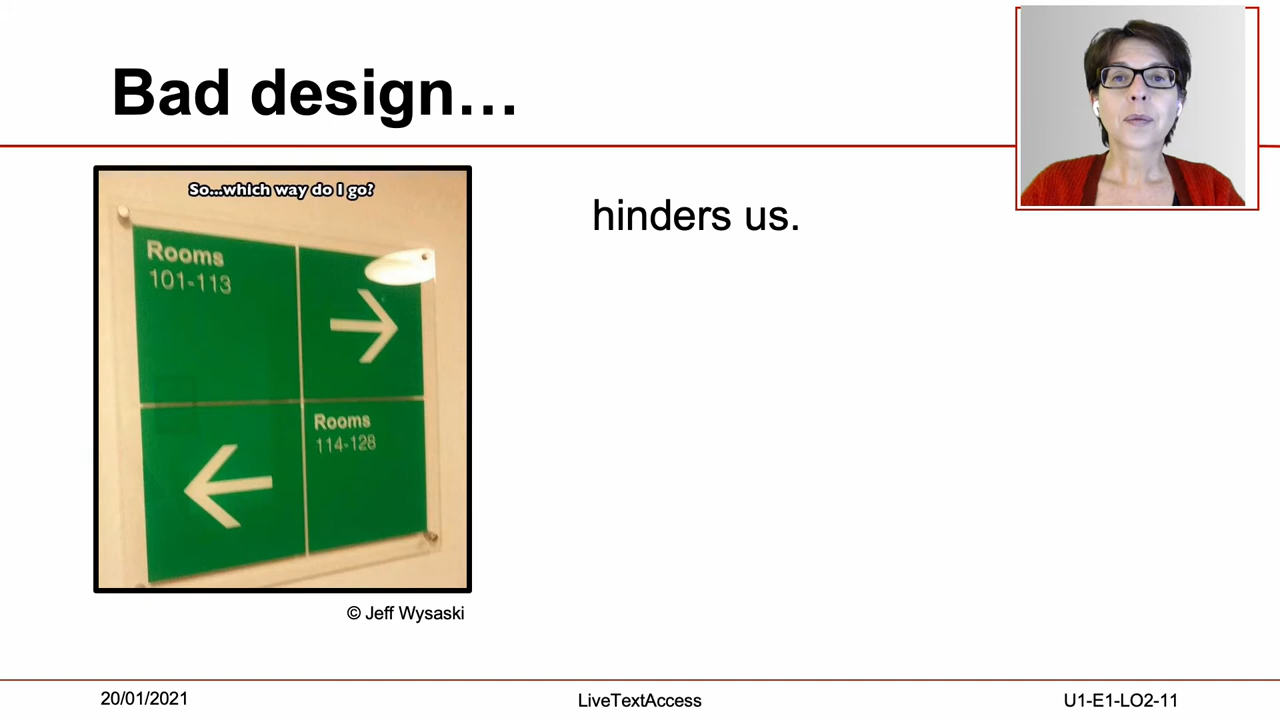 Bad design…
So...which way do I go?
Rooms
101-113
Rooms
114-128
© Jeff Wysaski
hinders us.
20/01/2021
LiveTextAccess
U1-E1-LO2-11